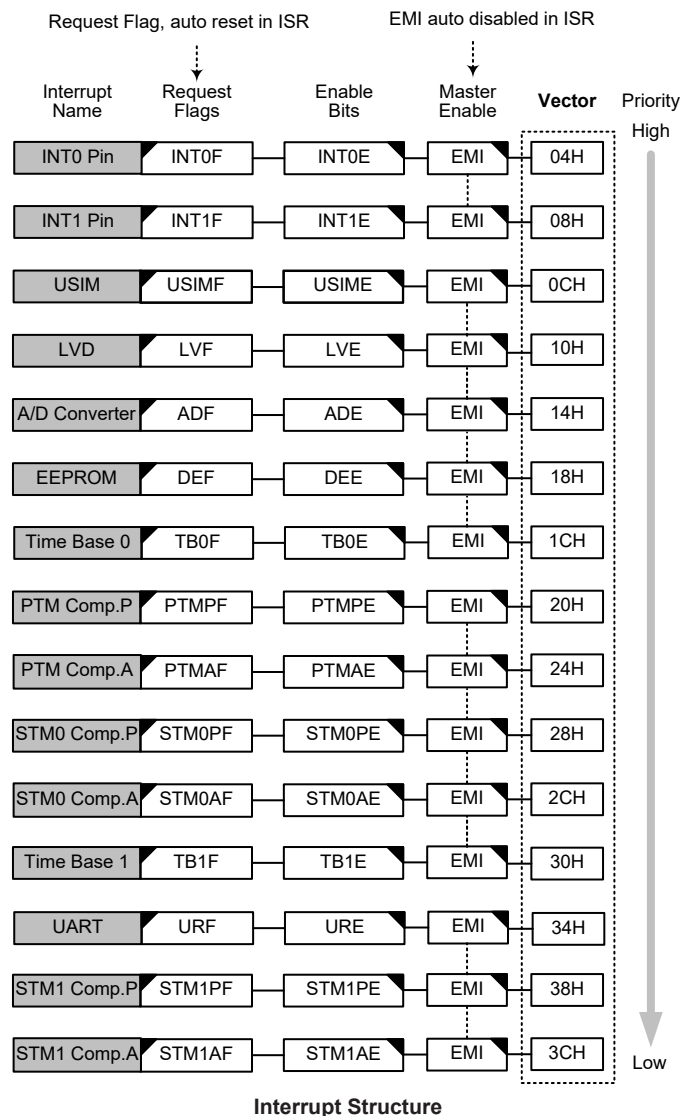 Request Flag, auto reset in ISR
EMI auto disabled in ISR
Interrupt Name
Request Flags
Enable Bits
Master Enable
Vector
Priority
High
INT0 Pin INT0F INT0E EMI 04H
INT1 Pin INT1F INT1E EMI 08H
USIM USIMF USIME EMI 0CH
LVD LVF LVE EMI 10H
A/D Converter ADF ADE EMI 14H
EEPROM DEF DEE EMI 18H
Time Base 0 TB0F TB0E EMI 1CH
PTM Comp.P PTMPF PTMPE EMI 20H
PTM Comp.A PTMAF PTMAE EMI 24H
STM0 Comp.P STM0PF STM0PE EMI 28H
STM0 Comp.A STM0AF STM0AE EMI 2CH
Time Base 1 TB1F TB1E EMI 30H
UART URF URE EMI 34H
STM1 Comp.P STM1PF STM1PE EMI 38H
STM1 Comp.A STM1AF STM1AE EMI 3CH
Low
Interrupt Structure